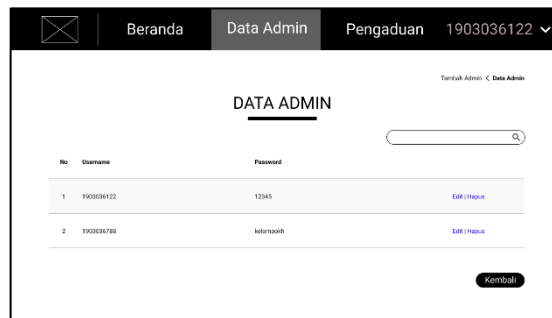 Beranda Data Admin Pengaduan 1903036122
Tambah Admin < Data Admin
DATA ADMIN
No Username Password
1 1903036122 12345 Edit | Hapus
2 1903036788 kelompokh Edit | Hapus
Kembali